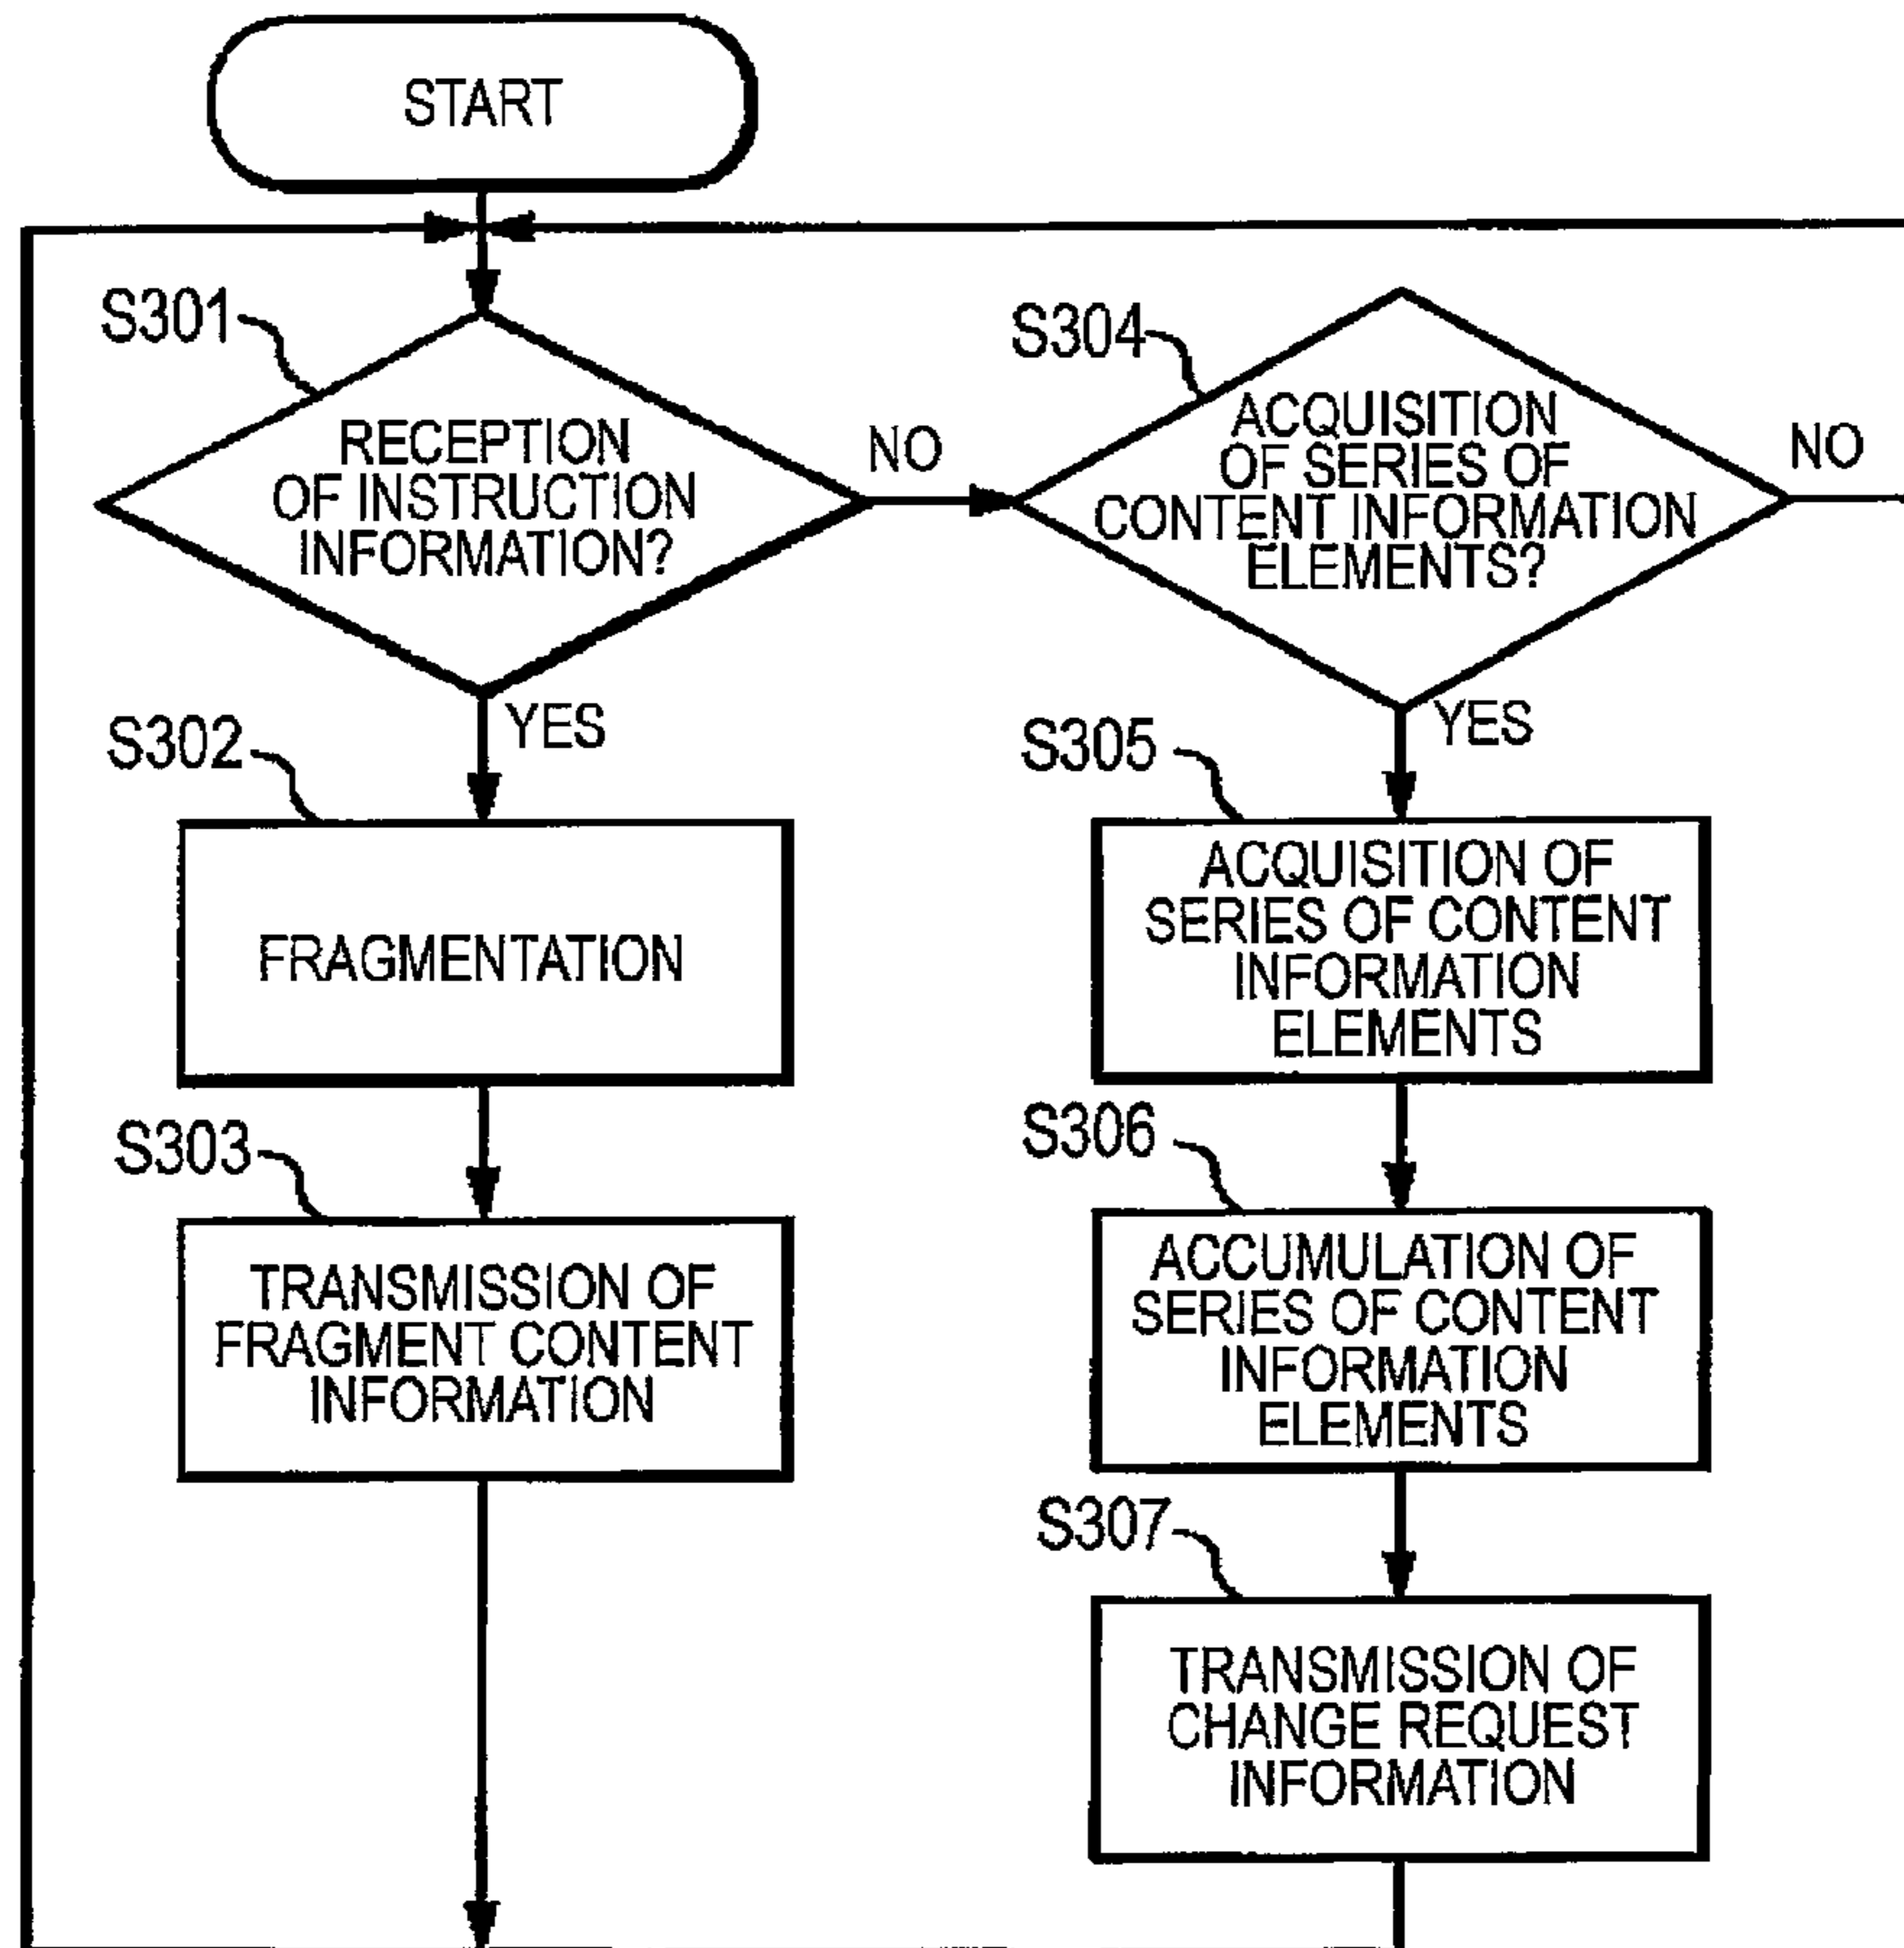 START
S301
RECEPTION
OF INSTRUCTION
INFORMATION?
NO
YES
S304
ACQUISITION
OF SERIES OF
CONTENT INFORMATION
ELEMENTS?
NO
YES
S302
FRAGMENTATION
S303
TRANSMISSION OF
FRAGMENT CONTENT
INFORMATION
S305
ACQUISITION OF
SERIES OF CONTENT
INFORMATION
ELEMENTS
S306
ACCUMULATION OF
SERIES OF CONTENT
INFORMATION
ELEMENTS
S307
TRANSMISSION OF
CHANGE REQUEST
INFORMATION